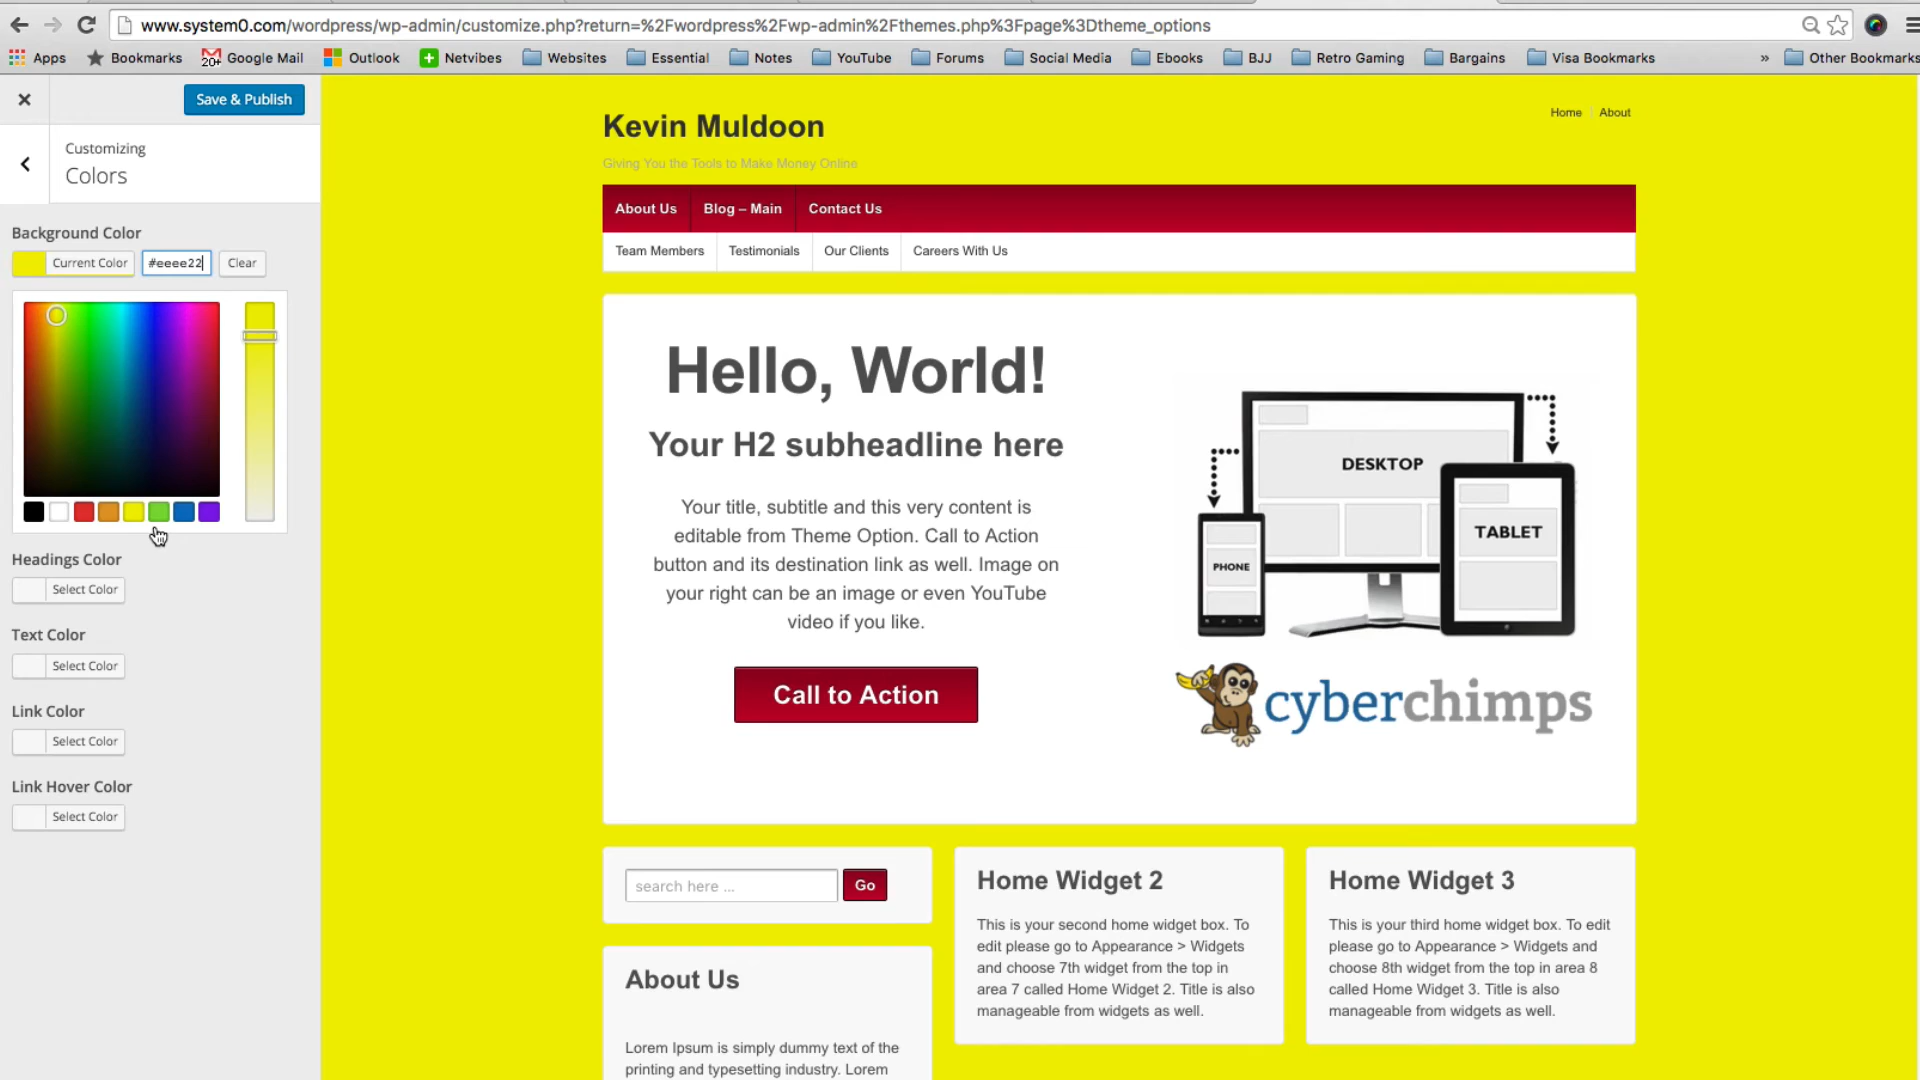 www.system0.com/wordpress/wp-admin/customize.php?return=%2Fwordpress%2Fwp-admin%2Fthemes.php%3Fpage%3Dtheme_options
Apps
Bookmarks
20+
Google Mail
Outlook
Netvibes
Websites
Essential
Notes
YouTube
Forums
Social Media
Ebooks
BJJ
Retro Gaming
Bargains
Visa Bookmarks
»
Other Bookmarks
Save & Publish
Customizing
Colors
Background Color
Current Color
#eeee22
Clear
Headings Color
Select Color
Text Color
Select Color
Link Color
Select Color
Link Hover Color
Select Color
Kevin Muldoon
Home
About
Giving You the Tools to Make Money Online
About Us
Blog – Main
Contact Us
Team Members
Testimonials
Our Clients
Careers With Us
Hello, World!
Your H2 subheadline here
Your title, subtitle and this very content is
editable from Theme Option. Call to Action
button and its destination link as well. Image on
your right can be an image or even YouTube
video if you like.
Call to Action
DESKTOP
TABLET
PHONE
cyberchimps
search here ...
Go
About Us
Lorem Ipsum is simply dummy text of the
printing and typesetting industry. Lorem
Home Widget 2
This is your second home widget box. To
edit please go to Appearance > Widgets
and choose 7th widget from the top in
area 7 called Home Widget 2. Title is also
manageable from widgets as well.
Home Widget 3
This is your third home widget box. To edit
please go to Appearance > Widgets and
choose 8th widget from the top in area 8
called Home Widget 3. Title is also
manageable from widgets as well.